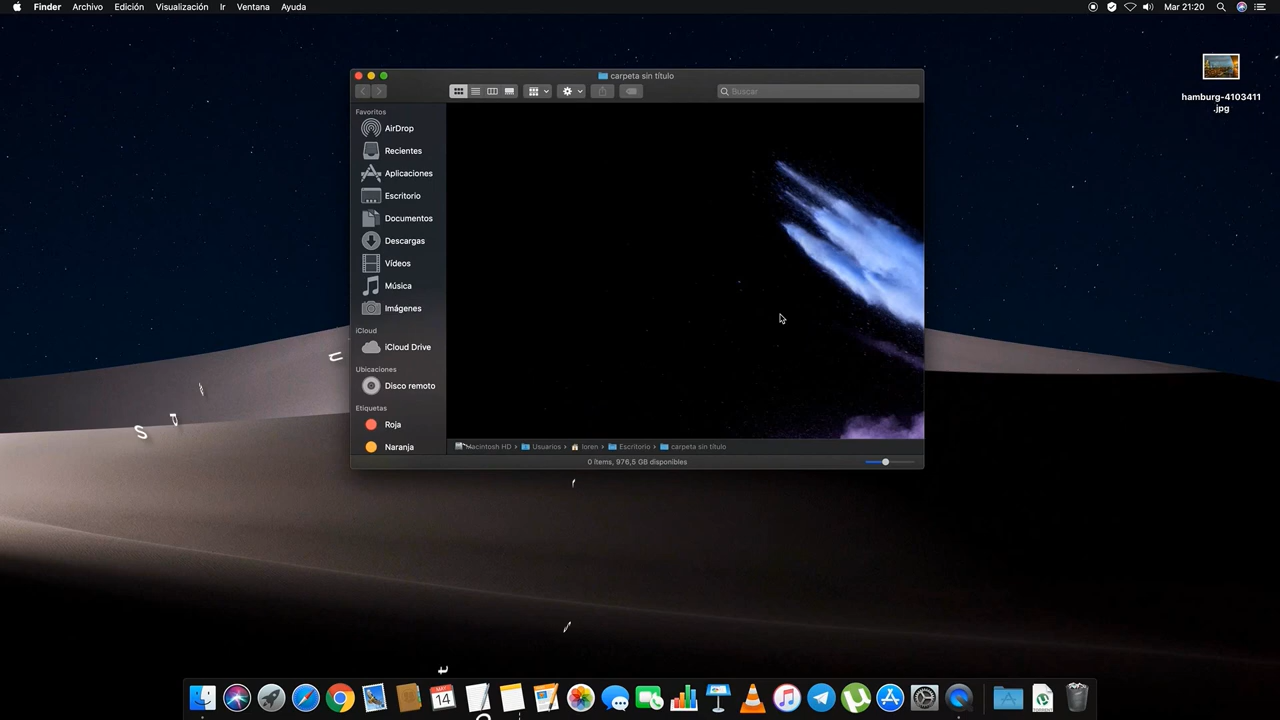 Finder Archivo Edición Visualización Ir Ventana Ayuda Mar 21:20
hamburg-4103411
.jpg
carpeta sin título
Buscar
Favoritos
AirDrop
Recientes
Aplicaciones
Escritorio
Documentos
Descargas
Vídeos
Música
Imágenes
iCloud
iCloud Drive
Ubicaciones
Disco remoto
Etiquetas
Roja
Naranja
Macintosh HD › Usuarios › loren › Escritorio › carpeta sin título
0 ítems, 976,5 GB disponibles
14
TORRENT